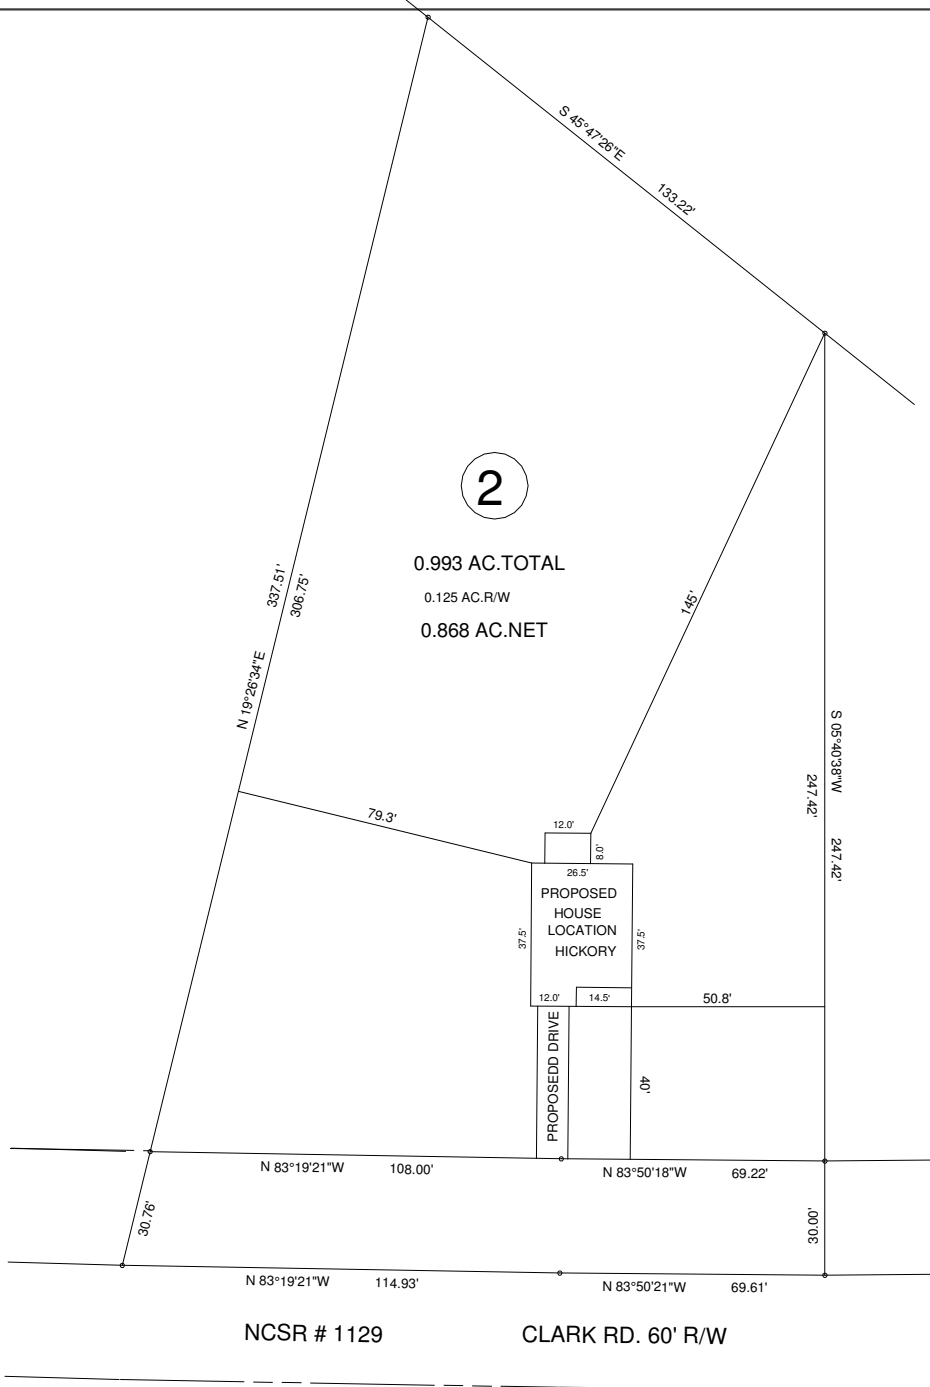 S 45°47'26"E
133.22'
2
0.993 AC.TOTAL
0.125 AC.R/W
0.868 AC.NET
337.51'
306.75'
N 19°26'34"E
145'
S 05°40'38"W
247.42'
247.42'
79.3'
12.0'
8.0'
26.5'
PROPOSED
HOUSE
LOCATION
HICKORY
37.5'
37.5'
12.0'
14.5'
50.8'
PROPOSEDD DRIVE
40'
N 83°19'21"W 108.00'
N 83°50'18"W 69.22'
30.76'
30.00'
N 83°19'21"W 114.93'
N 83°50'21"W 69.61'
NCSR # 1129
CLARK RD. 60' R/W